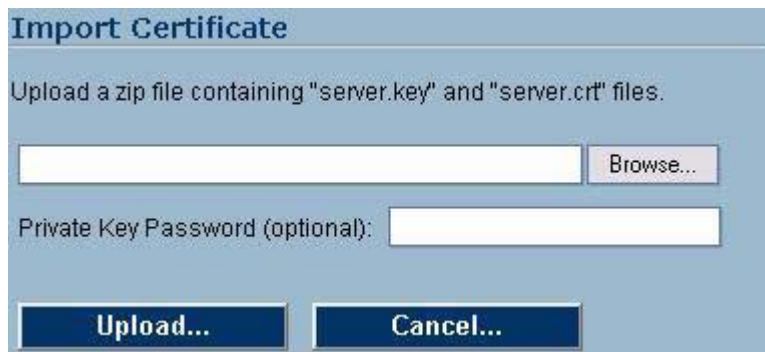 Import Certificate
Upload a zip file containing "server.key" and "server.crt" files.
Browse...
Private Key Password (optional):
Upload... Cancel...